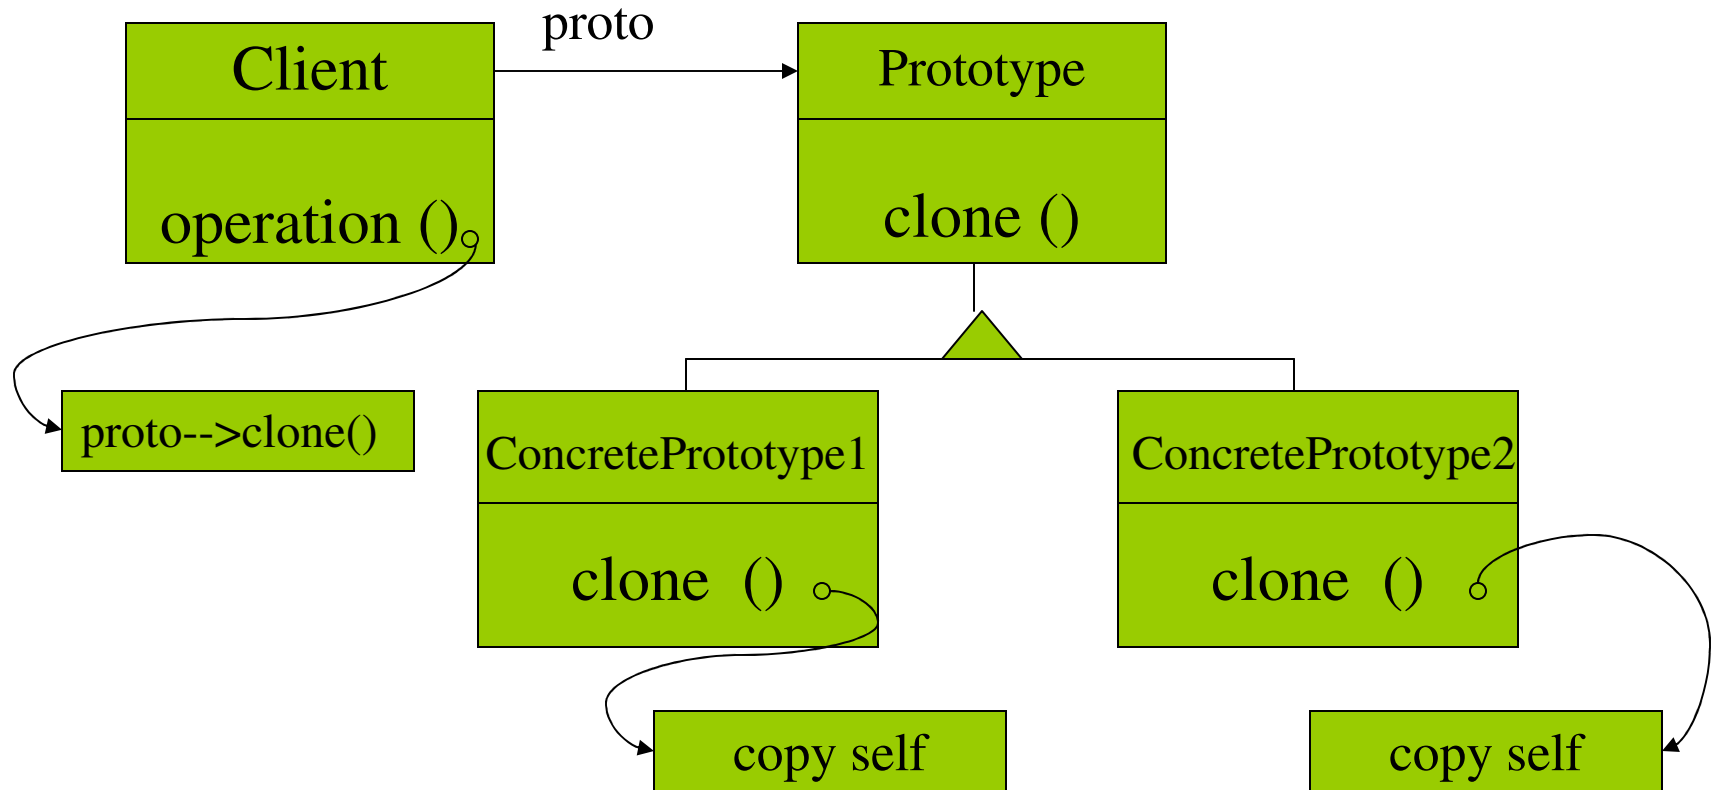 proto
Client
Prototype
operation ()
clone ()
proto-->clone()
ConcretePrototype1
ConcretePrototype2
clone ()
clone ()
copy self
copy self